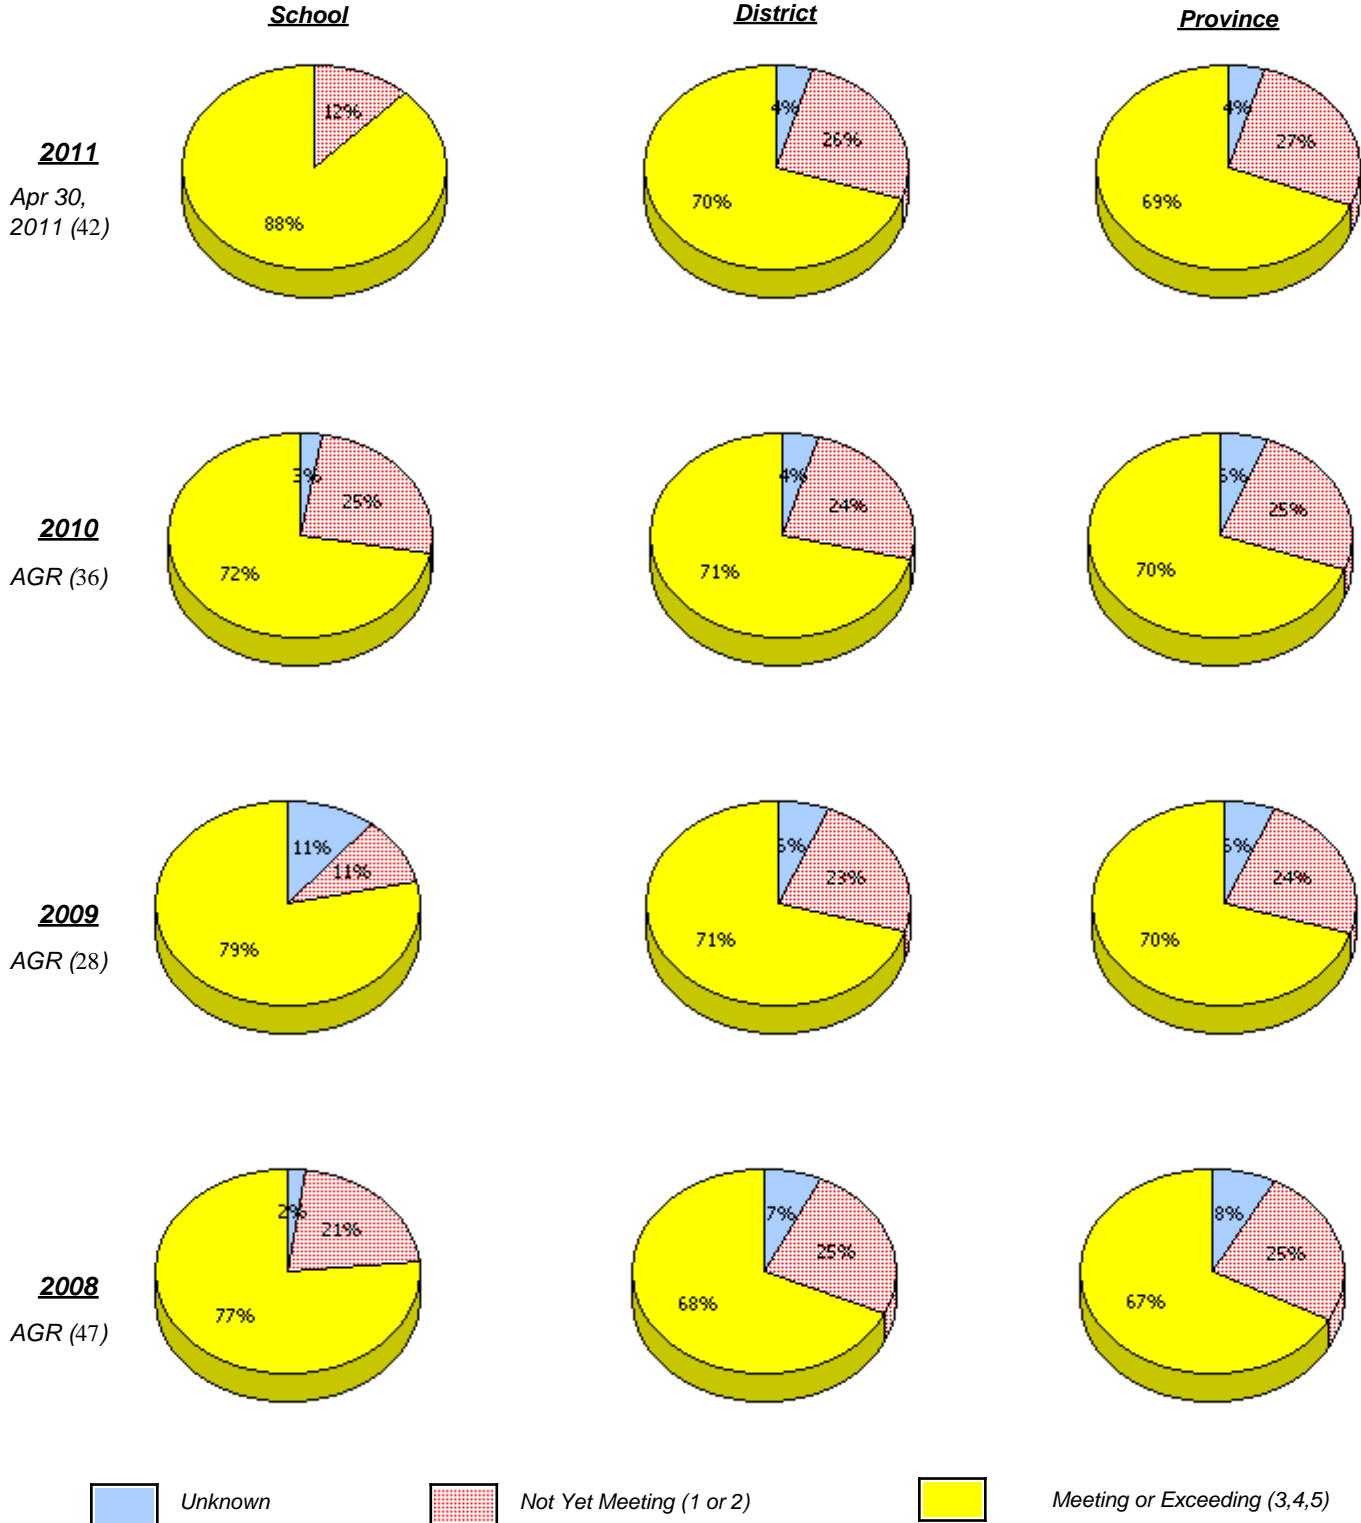 School District Province
12% 4% 26% 4% 27%
2011
Apr 30,
2011 (42)
88% 70% 69%
3% 25% 4% 24% 25%
2010
AGR (36)
72% 71% 70%
11% 11% 23% 24%
2009
AGR (28)
79% 71% 70%
2% 21% 7% 25% 8% 25%
2008
AGR (47)
77% 68% 67%
Unknown Not Yet Meeting (1 or 2) Meeting or Exceeding (3,4,5)